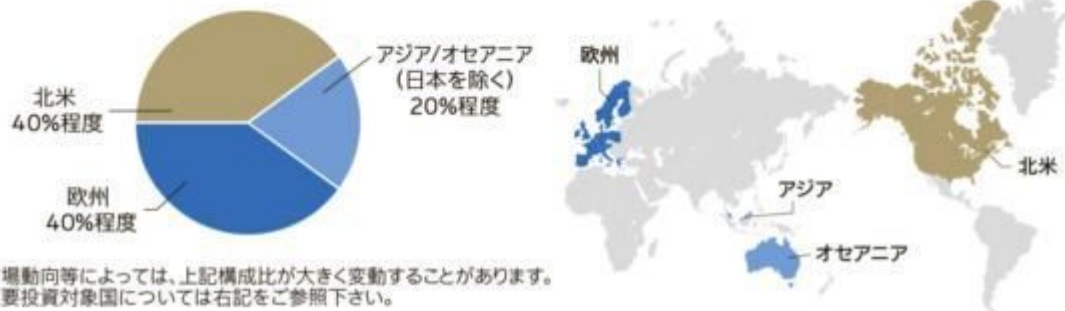 アジア/オセアニア
(日本を除く)
20%程度
北米
40%程度
欧州
40%程度
欧州
アジア
北米
オセアニア
場動向等によっては、上記構成比が大きく変動することがあります。
要投資対象国については右記をご参照下さい。